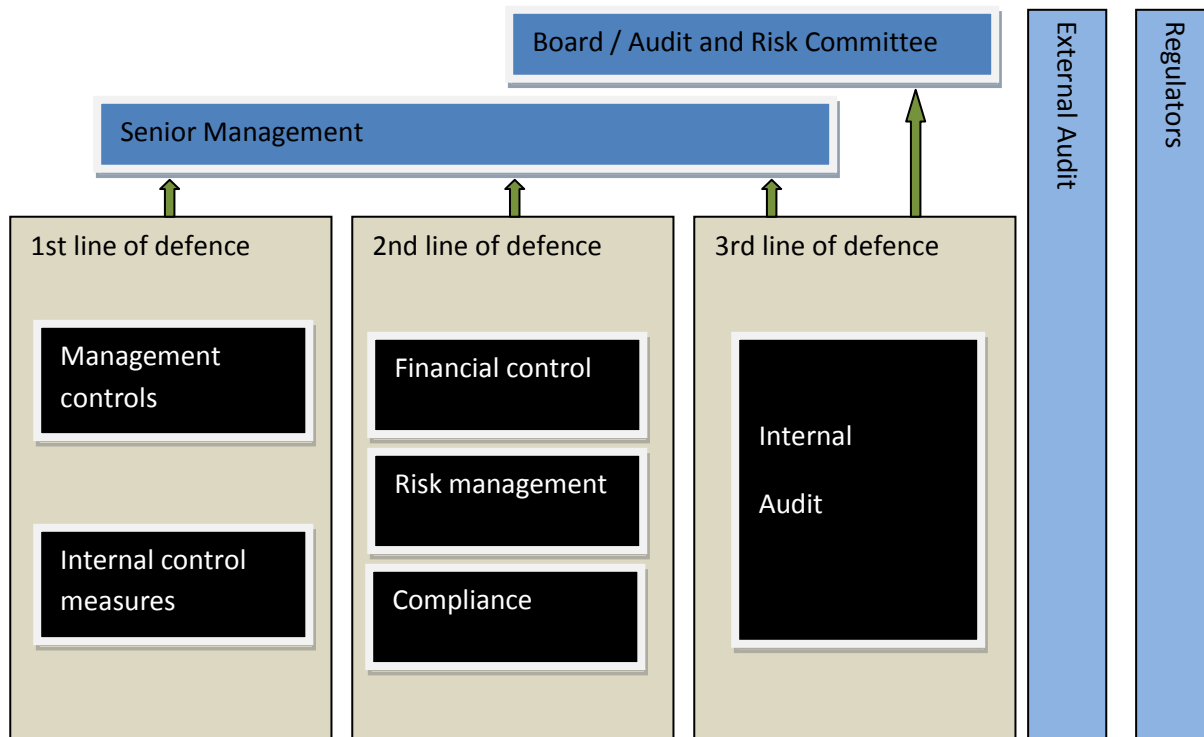 Board / Audit and Risk Committee
Senior Management
External Audit
Regulators
1st line of defence
Management
controls
Internal control
measures
2nd line of defence
Financial control
Risk management
Compliance
3rd line of defence
Internal
Audit